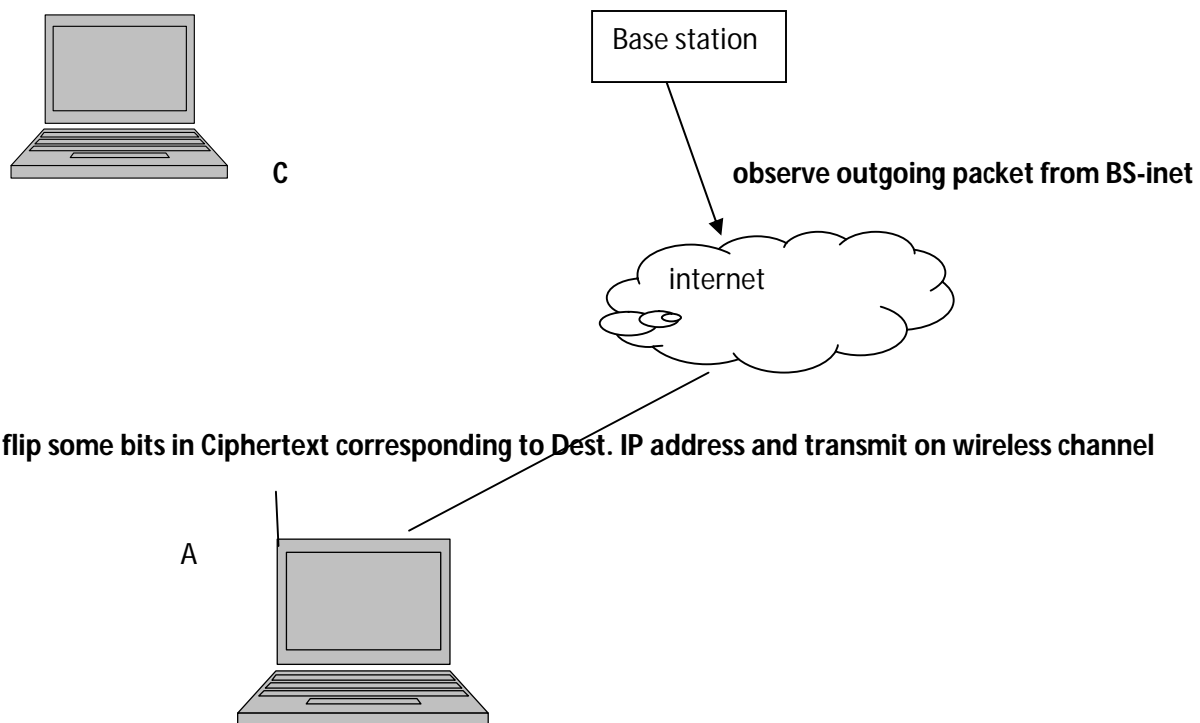 Base station
C
observe outgoing packet from BS-inet
internet
flip some bits in Ciphertext corresponding to Dest. IP address and transmit on wireless channel
A